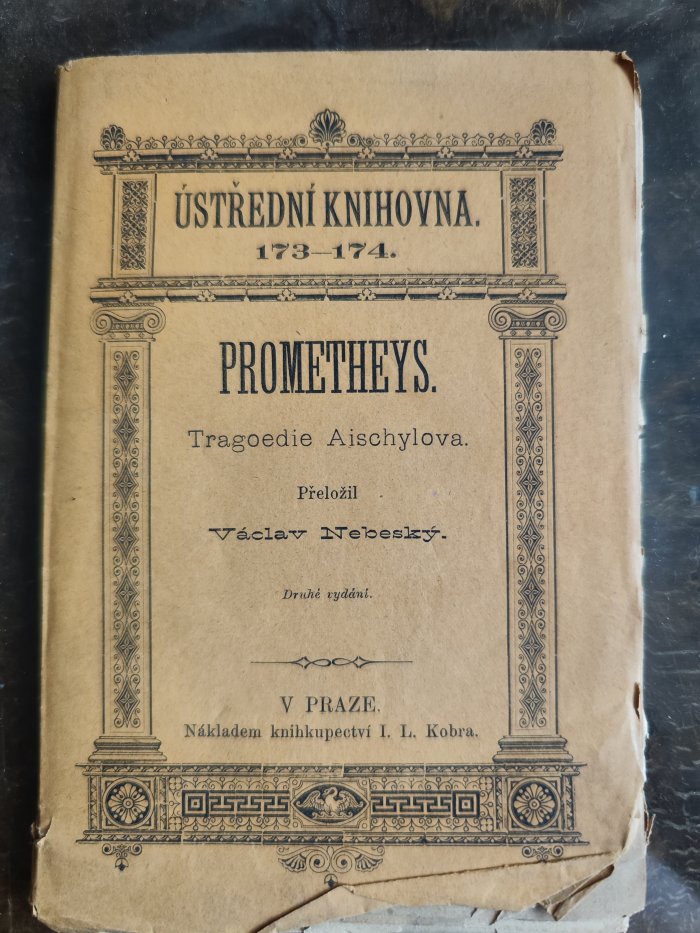 ÚSTŘEDNÍ KNIHOVNA.
173—174.
PROMETHEYS.
Tragoedie Aischylova.
Přeložil
Václav Nebeský.
Druhé vydání.
V PRAZE.
Nákladem knihkupectví I. L. Kobra.